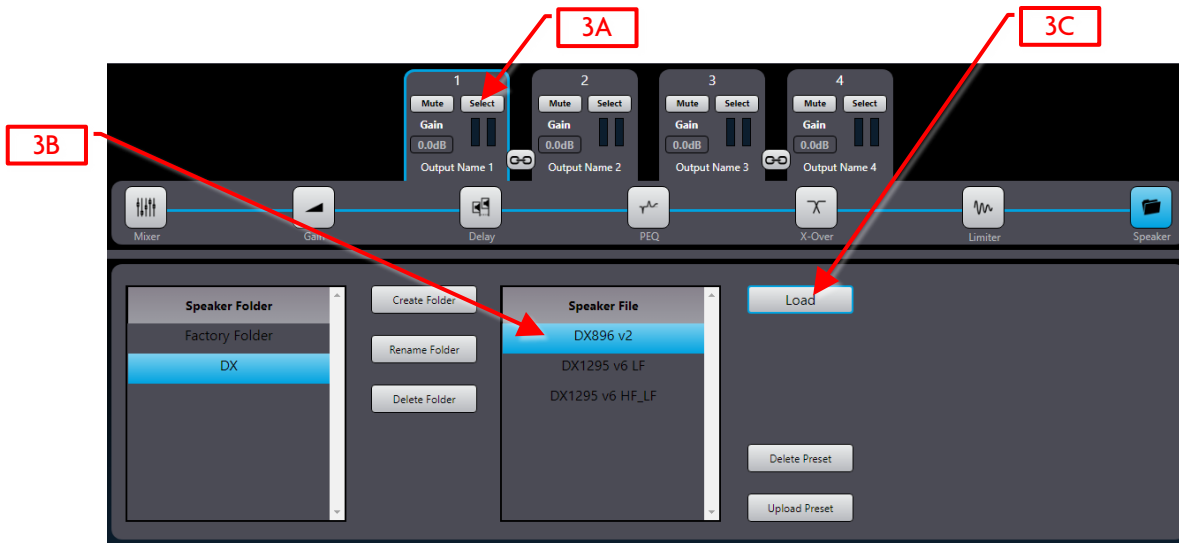 3A
3C
3B
1 2 3 4
Mute Select Mute Select Mute Select Mute Select
Gain Gain Gain Gain
0.0dB 0.0dB 0.0dB 0.0dB
Output Name 1 Output Name 2 Output Name 3 Output Name 4
Mixer Gain Delay PEQ X-Over Limiter Speaker
Speaker Folder Create Folder Speaker File Load
Factory Folder DX896 v2
Rename Folder
DX DX1295 v6 LF
Delete Folder DX1295 v6 HF_LF
Delete Preset
Upload Preset